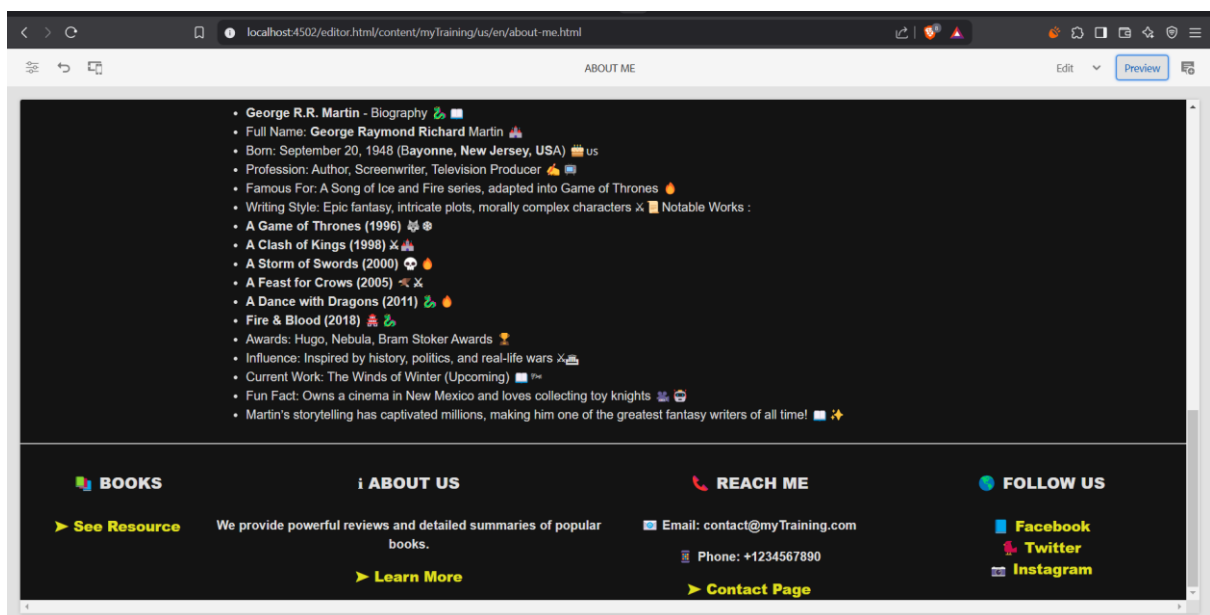 localhost:4502/editor.html/content/myTraining/us/en/about-me.html
ABOUT ME
Edit
Preview
George R.R. Martin - Biography 🐉 📖
Full Name: George Raymond Richard Martin 🏰
Born: September 20, 1948 (Bayonne, New Jersey, USA) 🎂 us
Profession: Author, Screenwriter, Television Producer ✍ 📺
Famous For: A Song of Ice and Fire series, adapted into Game of Thrones 🔥
Writing Style: Epic fantasy, intricate plots, morally complex characters ⚔ 📜 Notable Works :
A Game of Thrones (1996) 🐺 ❄
A Clash of Kings (1998) ⚔ 🏰
A Storm of Swords (2000) 💀 🔥
A Feast for Crows (2005) 🦅 ⚔
A Dance with Dragons (2011) 🐉 🔥
Fire & Blood (2018) 🐉
Awards: Hugo, Nebula, Bram Stoker Awards 🏆
Influence: Inspired by history, politics, and real-life wars ⚔
Current Work: The Winds of Winter (Upcoming) 📖
Fun Fact: Owns a cinema in New Mexico and loves collecting toy knights 🎥 🤖
Martin's storytelling has captivated millions, making him one of the greatest fantasy writers of all time! 📖 ✨
📚 BOOKS
➤ See Resource
ℹ ABOUT US
We provide powerful reviews and detailed summaries of popular
books.
➤ Learn More
📞 REACH ME
📧 Email: contact@myTraining.com
📱 Phone: +1234567890
➤ Contact Page
🌎 FOLLOW US
📘 Facebook
🐦 Twitter
📷 Instagram